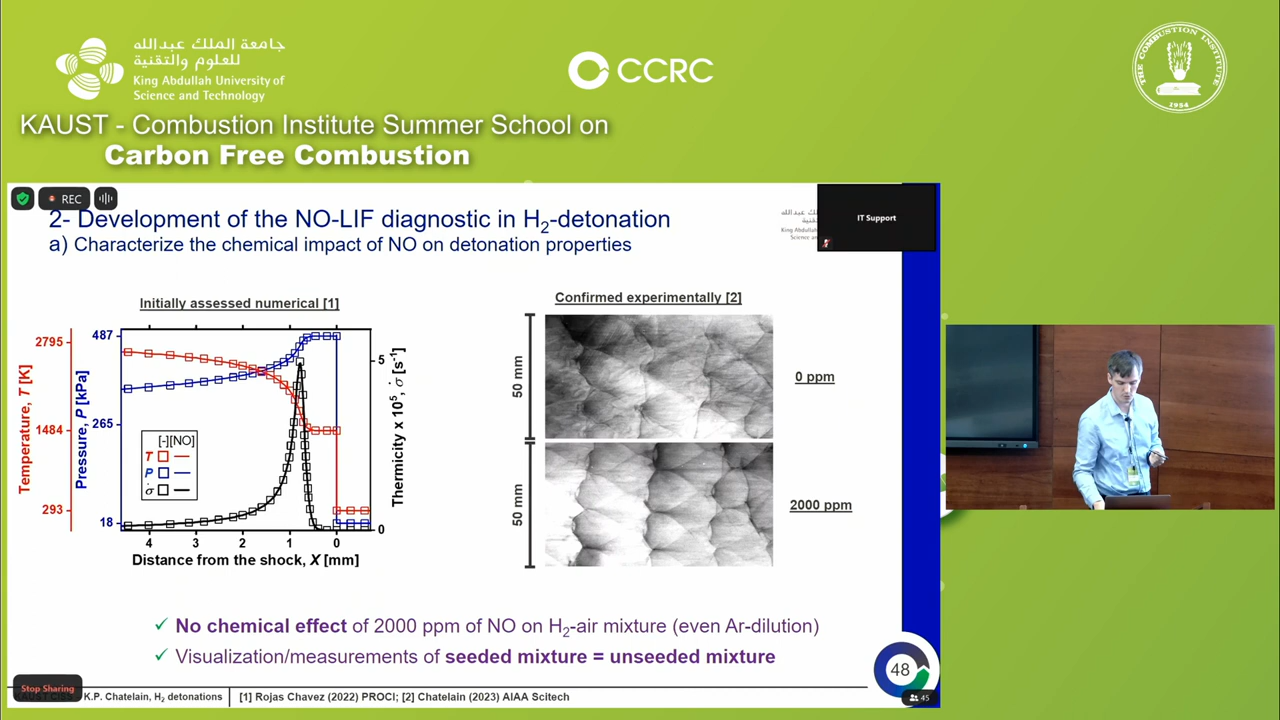 جامعة الملك عبدالله
للعلوم والتقنية
King Abdullah University of
Science and Technology
CCRC
THE COMBUSTION INSTITUTE
1954
KAUST - Combustion Institute Summer School on
Carbon Free Combustion
REC
IT Support
2- Development of the NO-LIF diagnostic in H2-detonation
a) Characterize the chemical impact of NO on detonation properties
Initially assessed numerical [1]
Confirmed experimentally [2]
Temperature, T [K]
2795
1484
293
Pressure, P [kPa]
487
265
18
[-][NO]
T
P
σ̇
5
0
Thermicity x 10⁵, σ̇ [s⁻¹]
4 3 2 1 0
Distance from the shock, X [mm]
50 mm
0 ppm
50 mm
2000 ppm
✓ No chemical effect of 2000 ppm of NO on H2-air mixture (even Ar-dilution)
✓ Visualization/measurements of seeded mixture = unseeded mixture
48
45
Stop Sharing
K.P. Chatelain, H2 detonations
[1] Rojas Chavez (2022) PROCI; [2] Chatelain (2023) AIAA Scitech